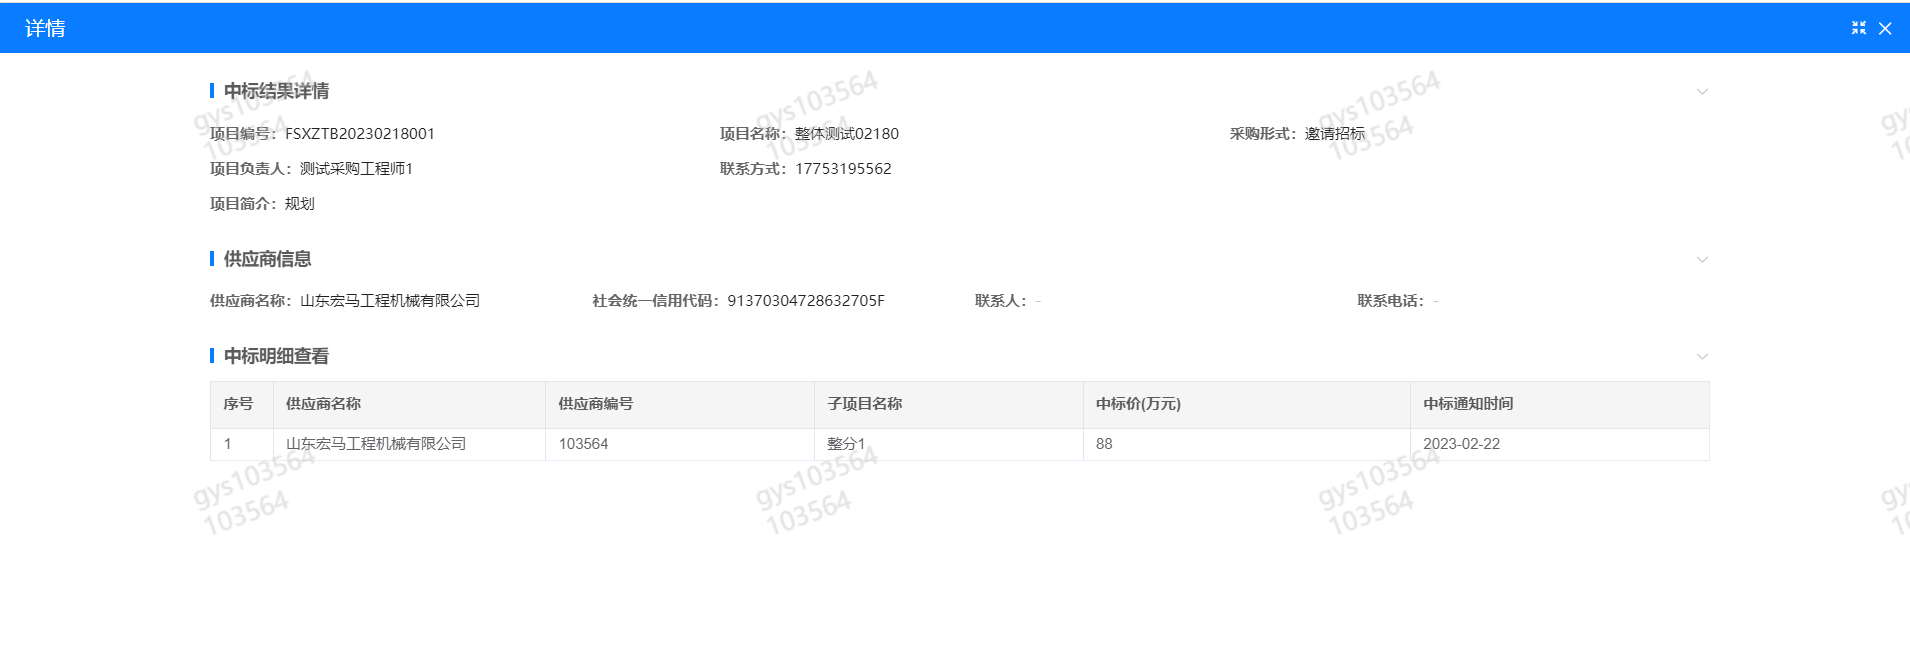 详情
中标结果详情
项目编号：FSXZTB20230218001 项目名称：整体测试02180 采购形式：邀请招标
项目负责人：测试采购工程师1 联系方式：17753195562
项目简介：规划
供应商信息
供应商名称：山东宏马工程机械有限公司 社会统一信用代码：91370304728632705F 联系人：- 联系电话：-
中标明细查看
序号 供应商名称 供应商编号 子项目名称 中标价(万元) 中标通知时间
1 山东宏马工程机械有限公司 103564 整分1 88 2023-02-22
gys103564
103564
gys103564
103564
gys103564
103564
gys103564
103564
gys103564
103564
gys103564
103564